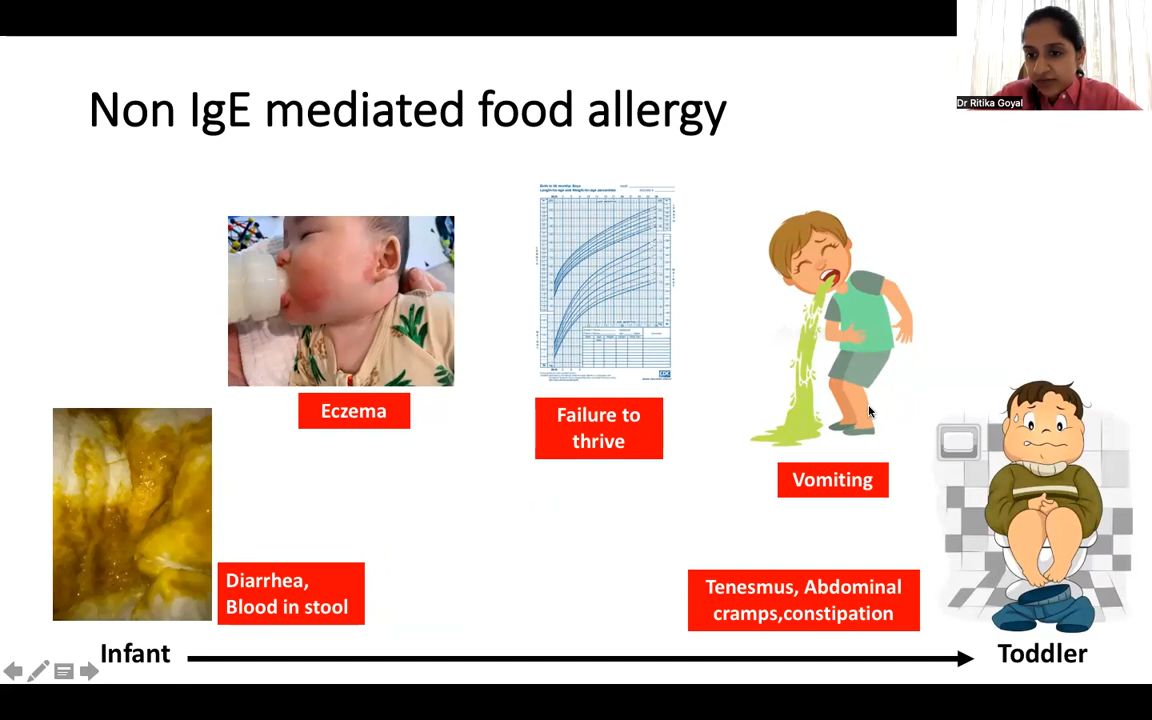 Dr Ritika Goyal
Non IgE mediated food allergy
Eczema
Failure to
thrive
Vomiting
Diarrhea,
Blood in stool
Tenesmus, Abdominal
cramps,constipation
Infant
Toddler